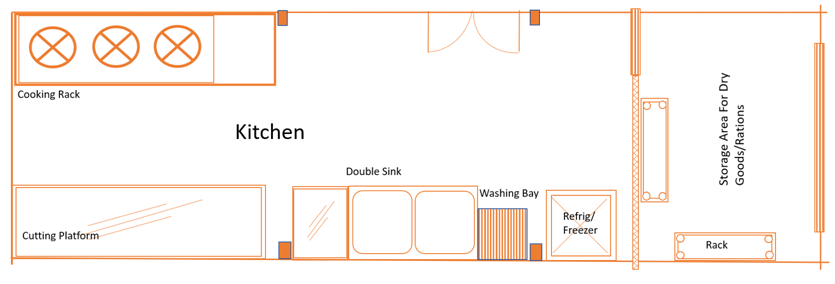 Cooking Rack
Kitchen
Storage Area For Dry
Goods/Rations
Double Sink
Washing Bay
Refrig/
Freezer
Cutting Platform
Rack